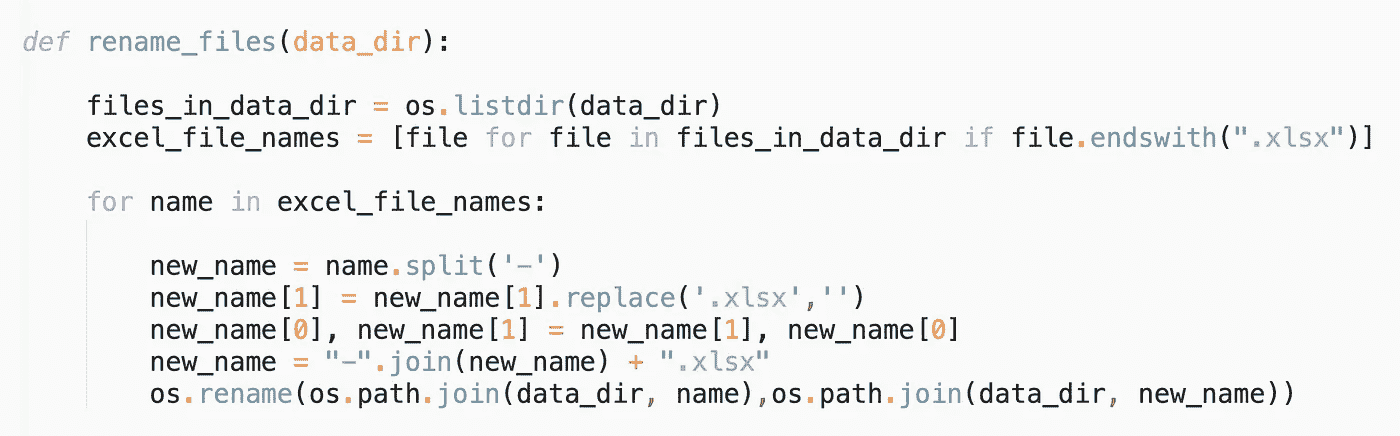 def rename_files(data_dir):
files_in_data_dir = os.listdir(data_dir)
excel_file_names = [file for file in files_in_data_dir if file.endswith(".xlsx")]
for name in excel_file_names:
new_name = name.split('-')
new_name[1] = new_name[1].replace('.xlsx','')
new_name[0], new_name[1] = new_name[1], new_name[0]
new_name = "-".join(new_name) + ".xlsx"
os.rename(os.path.join(data_dir, name),os.path.join(data_dir, new_name))